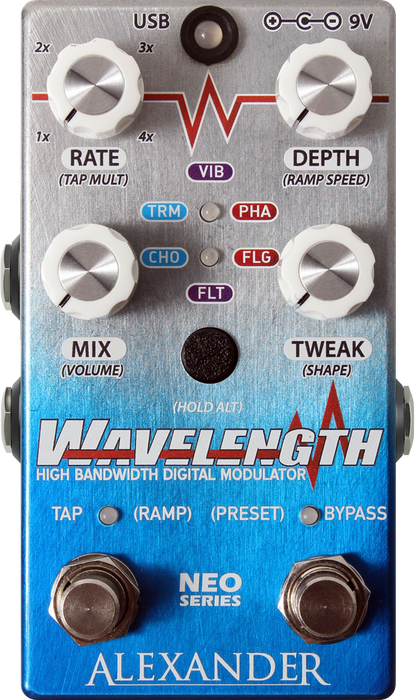 USB
9V
2x 3x
1x 4x
RATE
(TAP MULT)
DEPTH
(RAMP SPEED)
VIB
TRM PHA
CHO FLG
FLT
MIX
(VOLUME)
TWEAK
(SHAPE)
(HOLD ALT)
WAVELENGTH
HIGH BANDWIDTH DIGITAL MODULATOR
TAP (RAMP) (PRESET) BYPASS
NEO
SERIES
ALEXANDER